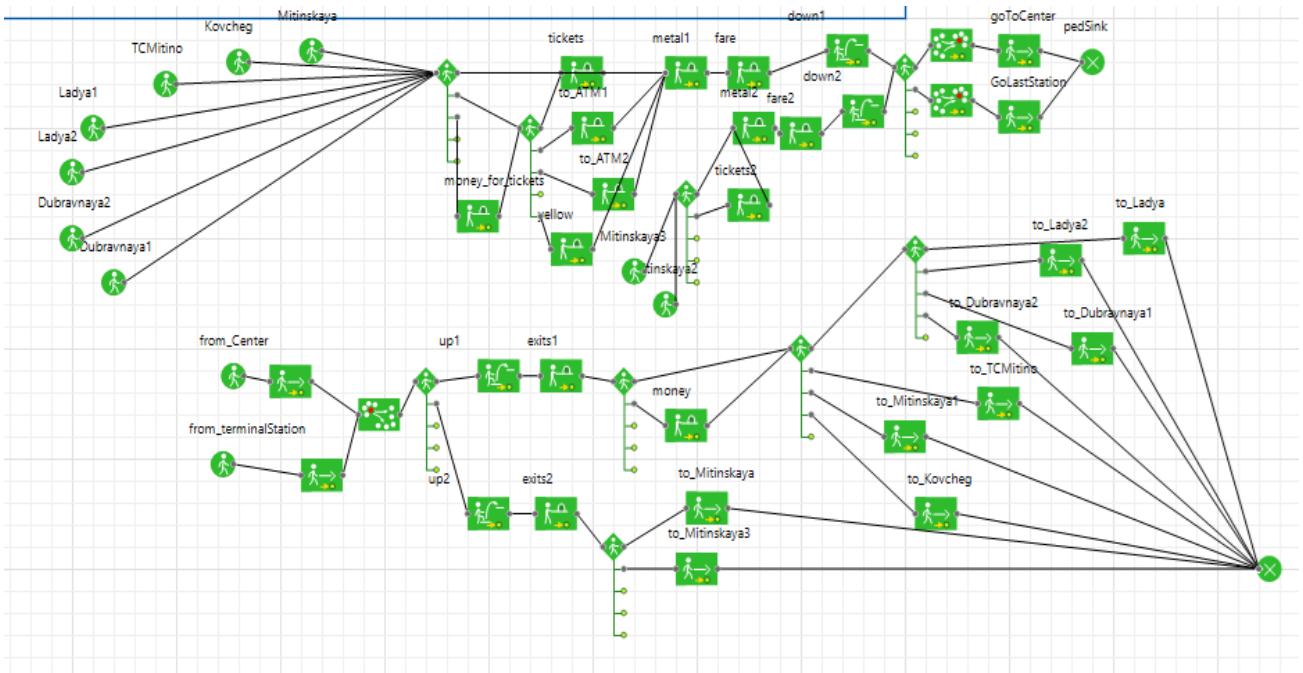 Mitinskaya
Kovcheg
TCMitino
Ladya1
Ladya2
Dubravnaya2
Dubravnaya1
tickets
to_ATM1
to_ATM2
money_for_tickets
yellow
metal1
fare
metal2
fare2
tickets2
Mitinskaya3
down1
down2
goToCenter
GoLastStation
pedSink
to_Ladya
to_Ladya2
to_Dubravnaya2
to_Dubravnaya1
to_TCMitino
to_Mitinskaya1
to_Kovcheg
from_Center
from_terminalStation
up1
exits1
money
up2
exits2
to_Mitinskaya
to_Mitinskaya3